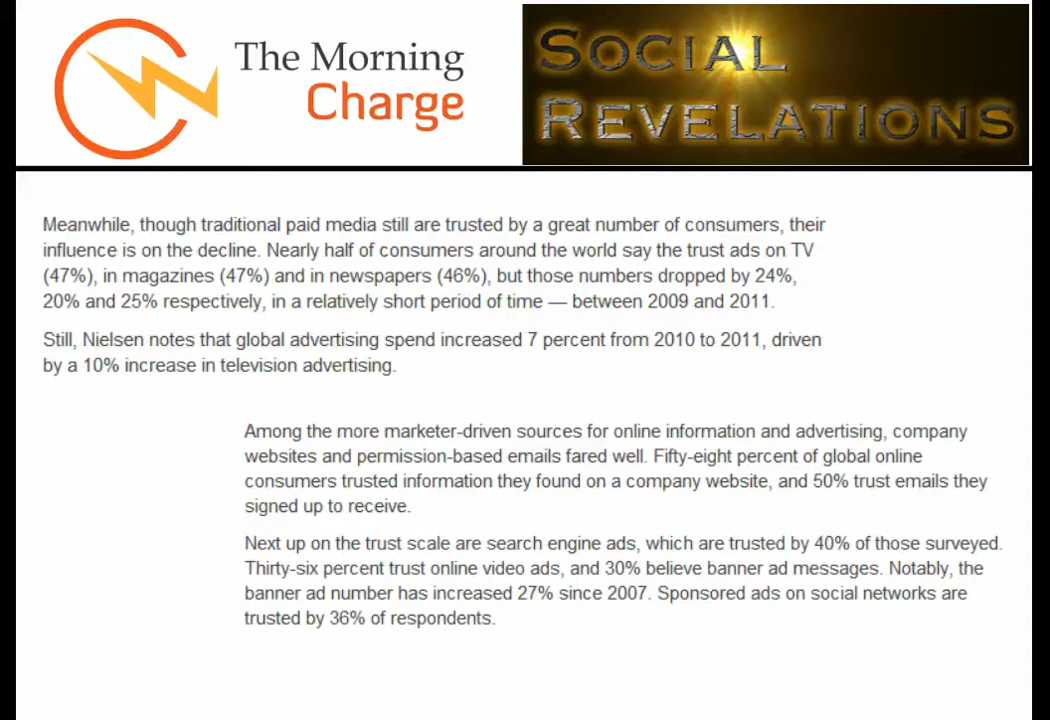 The Morning
Charge
SOCIAL
REVELATIONS
Meanwhile, though traditional paid media still are trusted by a great number of consumers, their
influence is on the decline. Nearly half of consumers around the world say the trust ads on TV
(47%), in magazines (47%) and in newspapers (46%), but those numbers dropped by 24%,
20% and 25% respectively, in a relatively short period of time — between 2009 and 2011.
Still, Nielsen notes that global advertising spend increased 7 percent from 2010 to 2011, driven
by a 10% increase in television advertising.
Among the more marketer-driven sources for online information and advertising, company
websites and permission-based emails fared well. Fifty-eight percent of global online
consumers trusted information they found on a company website, and 50% trust emails they
signed up to receive.
Next up on the trust scale are search engine ads, which are trusted by 40% of those surveyed.
Thirty-six percent trust online video ads, and 30% believe banner ad messages. Notably, the
banner ad number has increased 27% since 2007. Sponsored ads on social networks are
trusted by 36% of respondents.